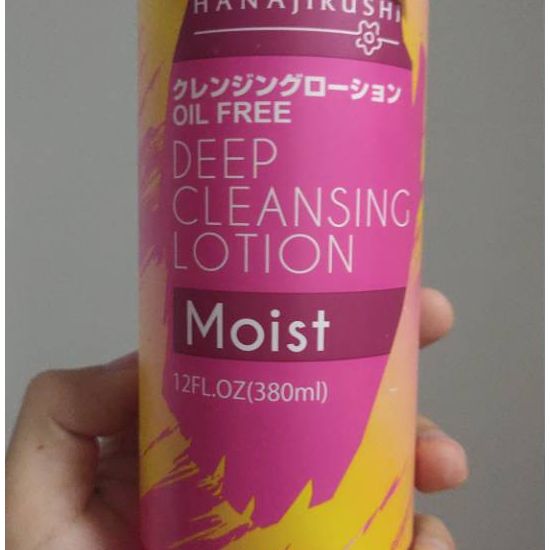 HANAJIRUSHI
クレンジングローション
OIL FREE
DEEP
CLEANSING
LOTION
Moist
12FL.OZ(380ml)